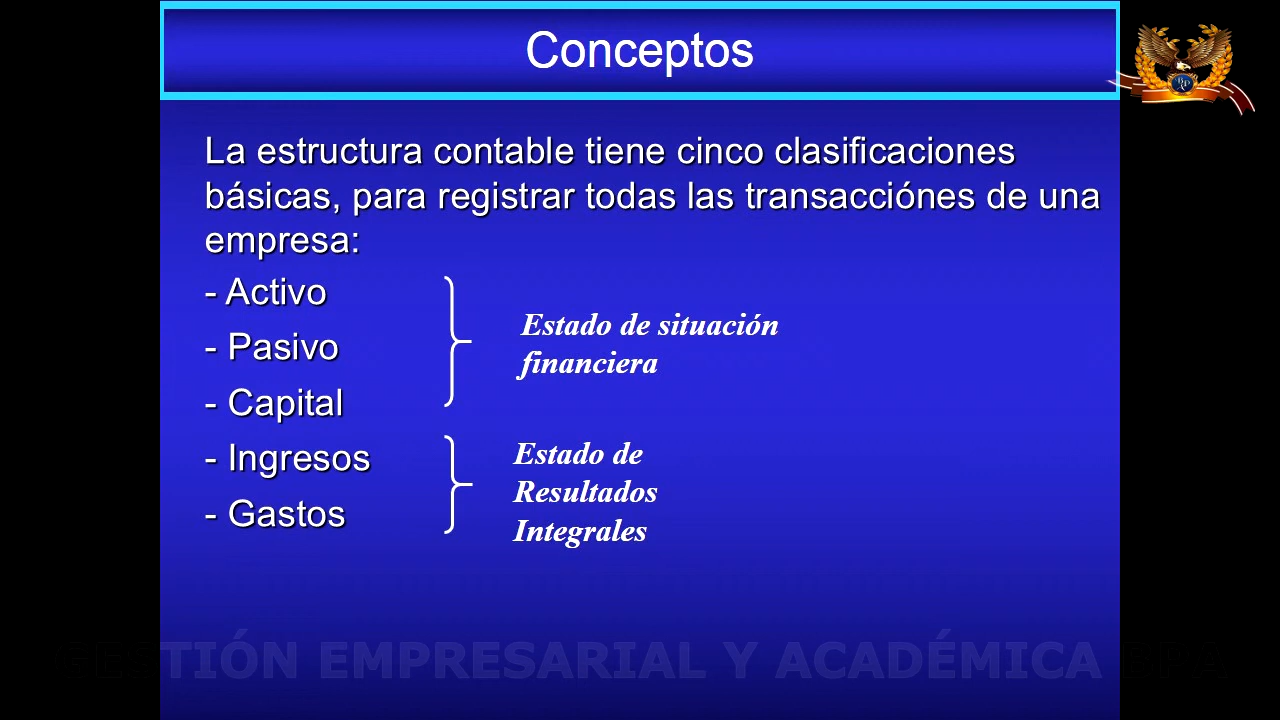 Conceptos
La estructura contable tiene cinco clasificaciones
básicas, para registrar todas las transacciónes de una
empresa:
- Activo
- Pasivo
- Capital
Estado de situación
financiera
- Ingresos
- Gastos
Estado de
Resultados
Integrales
GESTIÓN EMPRESARIAL Y ACADÉMICA